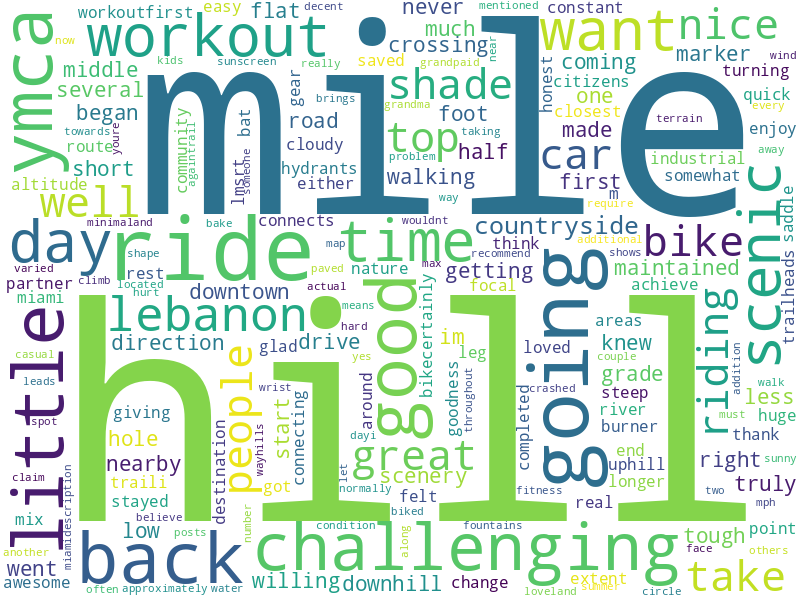 workoutfirst easy flat never much constant mentioned decent
now kids sunscreen really near wind
workout want nice
crossing marker coming turning
middle saved
several gear shade honest citizens quick
ymca mile
began bat road foot one closest every
towards youre community top made enjoy
route hydrants grandpaid brings grandma taking
short cloudy half car industrial terrain
altitude againtrail lmsrt someone either problem walking first somewhat away
well way m require
minimaland bake connects wouldnt countryside
day ride time bike
varied shape map think additional shows
partner climb rest nature max recommend getting maintained
miami located hurt paved actual focal achieve trailheads saddle
downtown means scenic
lebanon good going riding
direction hard im areas
little glad drive bikecertainly loved knew
casual yes leg couple addition walk
leads people wrist around goodness throughout crashed grade less
spot giving start steep must huge
hill
hole connecting completed river burner thank
nearby wayhills dayi great end uphill right sunny
claim traili destination let scenery fitness longer two truly
mix stayed got normally felt real mph
miamidescription believe posts number biked
low condition fountains tough point
another back challenging along face others
went willing downhill change extent take
awesome often approximately water summer loveland circle